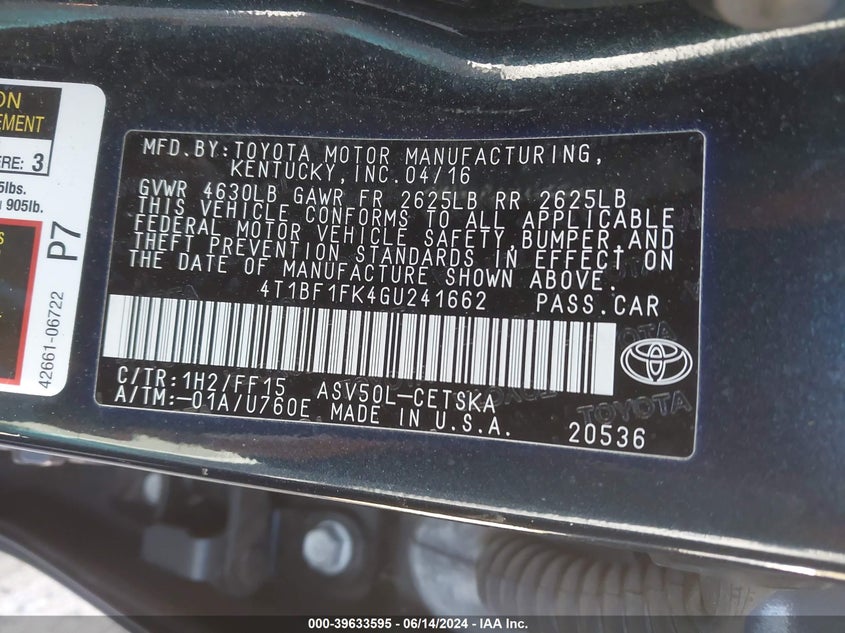 ON
EMENT
ERE: 3
5lbs.
905lb.
S
P7
42661-06722
MFD.BY:TOYOTA MOTOR MANUFACTURING,
KENTUCKY,INC.04/16
GVWR 4630LB GAWR FR 2625LB RR 2625LB
THIS VEHICLE CONFORMS TO ALL APPLICABLE
FEDERAL MOTOR VEHICLE SAFETY,BUMPER,AND
THEFT PREVENTION STANDARDS IN EFFECT ON
THE DATE OF MANUFACTURE SHOWN ABOVE.
4T1BF1FK4GU241662 PASS.CAR
C/TR:1H2/FF15 ASV50L-CETSKA
A/TM:-01A/U760E MADE IN U.S.A. 20536
TOYOTA
000-39633595 - 06/14/2024 - IAA Inc.